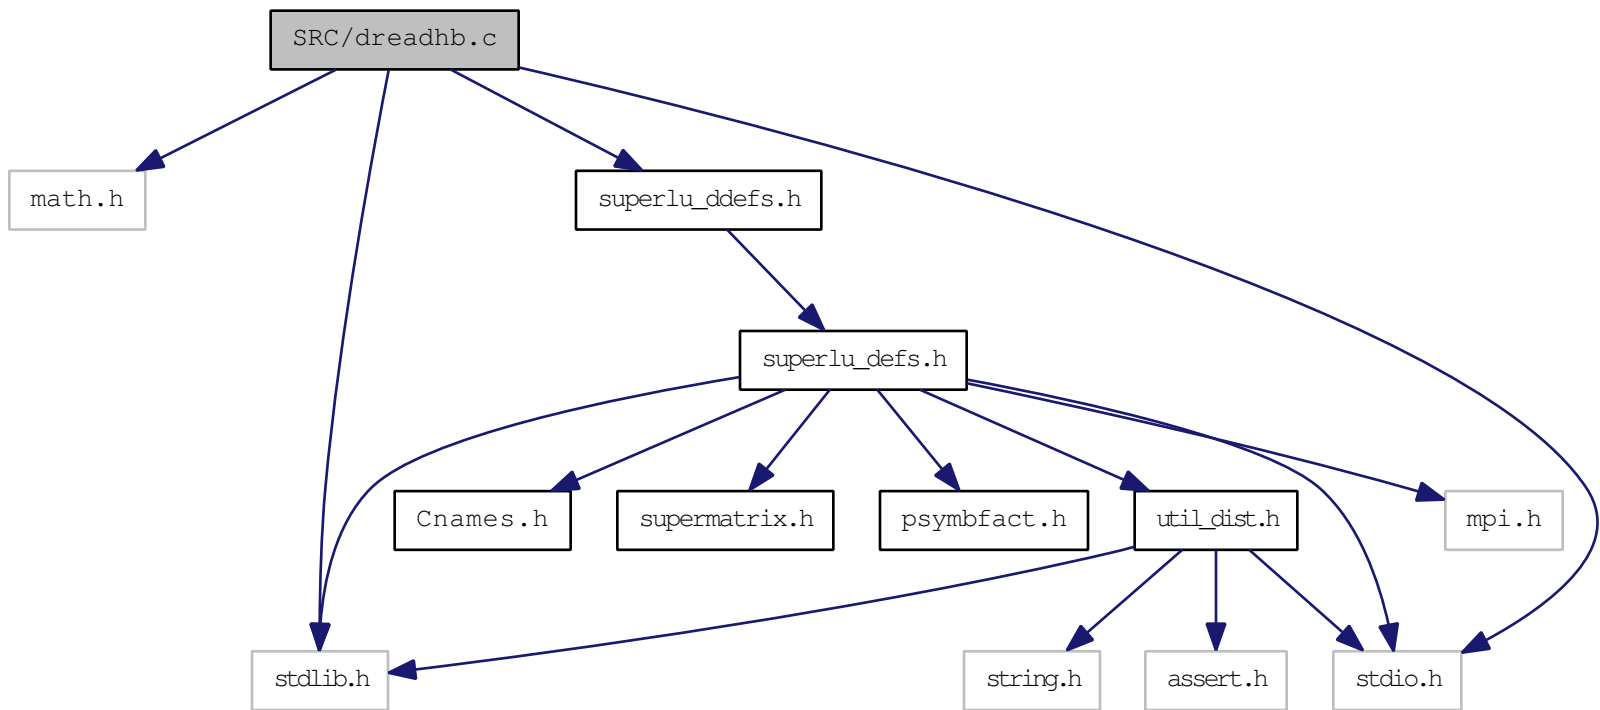 SRC/dreadhb.c
math.h
superlu_ddefs.h
superlu_defs.h
Cnames.h
supermatrix.h
psymbfact.h
util_dist.h
mpi.h
stdlib.h
string.h
assert.h
stdio.h